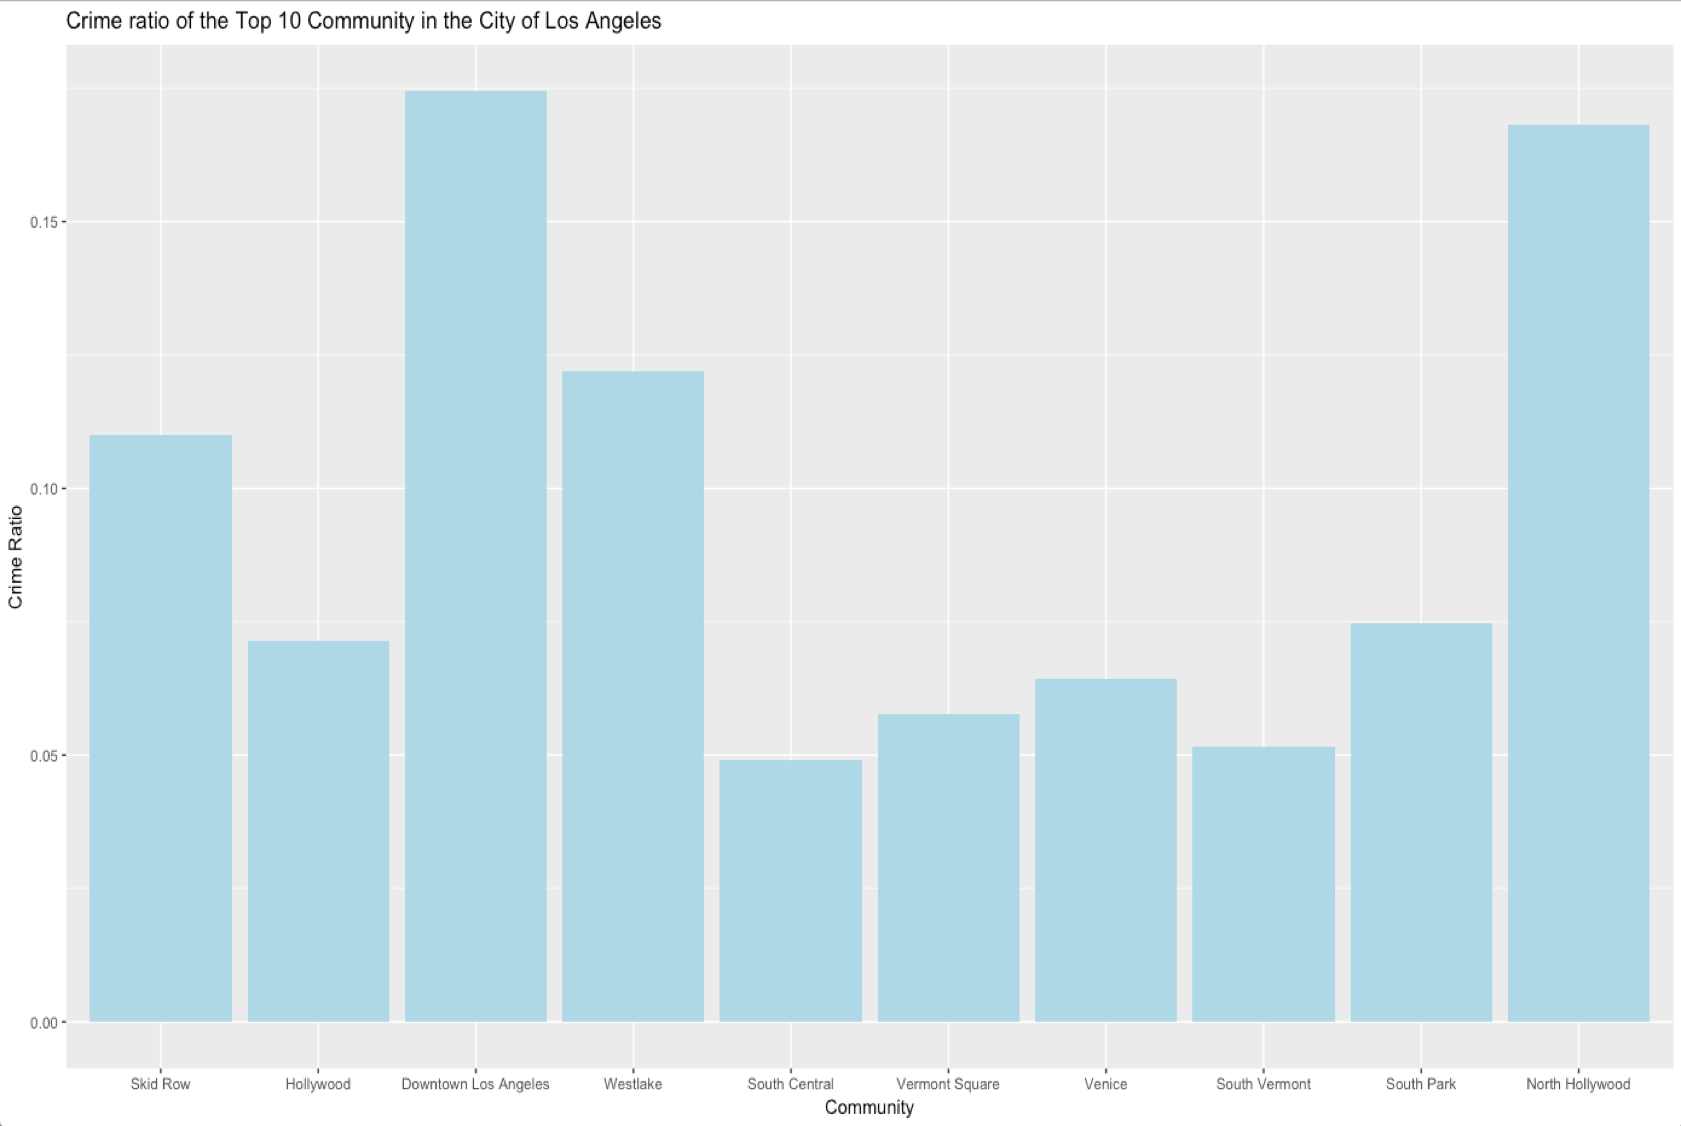 Crime ratio of the Top 10 Community in the City of Los Angeles
0.15
0.10
0.05
0.00
Crime Ratio
Skid Row Hollywood Downtown Los Angeles Westlake South Central Vermont Square Venice South Vermont South Park North Hollywood
Community